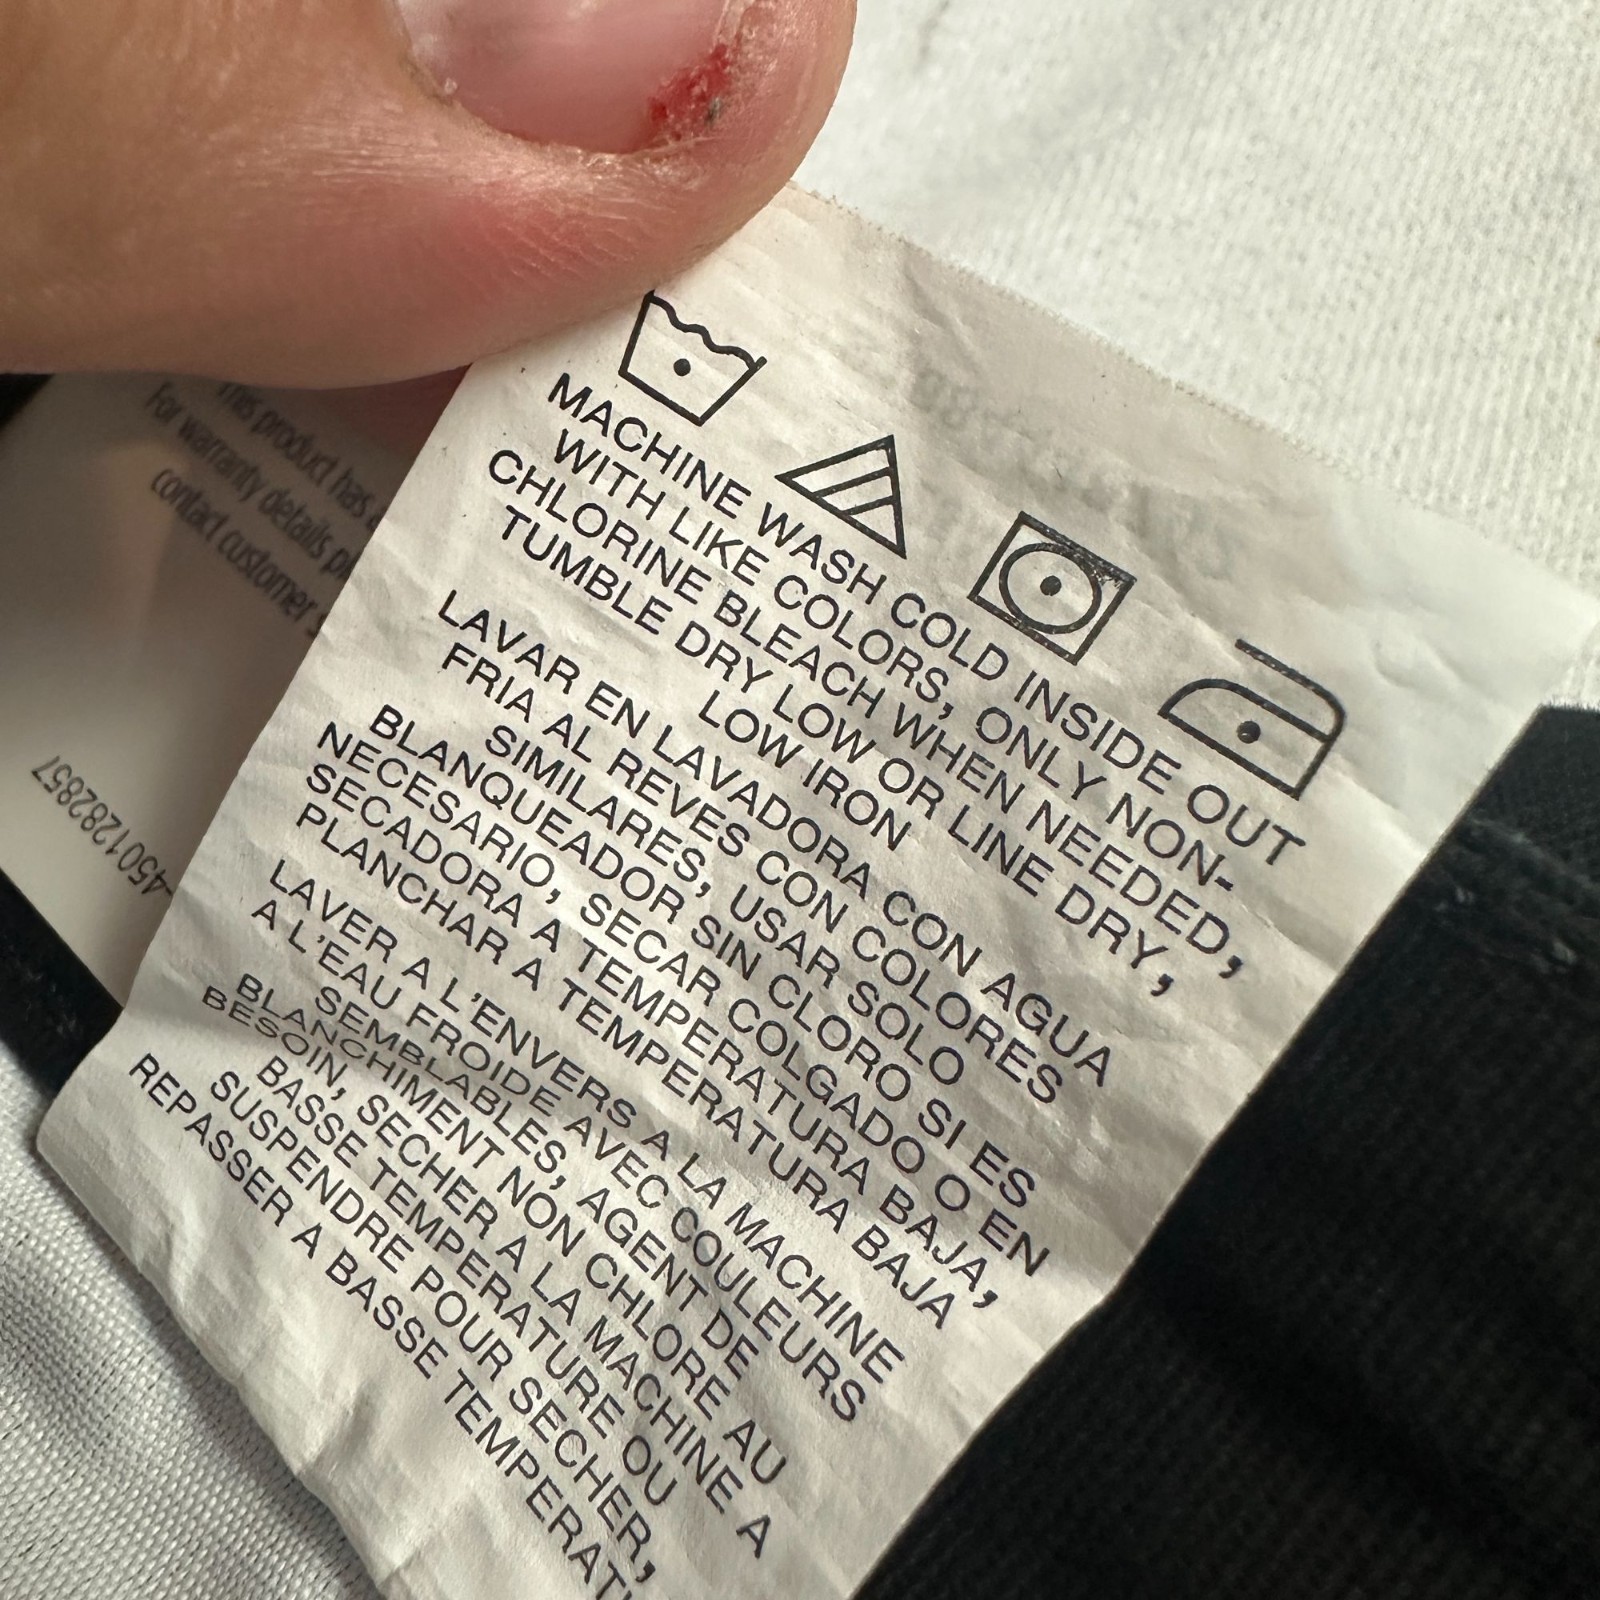 MACHINE WASH COLD INSIDE OUT
WITH LIKE COLORS, ONLY NON-
CHLORINE BLEACH WHEN NEEDED,
TUMBLE DRY LOW OR LINE DRY,
LOW IRON
LAVAR EN LAVADORA CON AGUA
FRIA AL REVES CON COLORES
SIMILARES, USAR SOLO
BLANQUEADOR SIN CLORO SI ES
NECESARIO, SECAR COLGADO O EN
SECADORA A TEMPERATURA BAJA,
PLANCHAR A TEMPERATURA BAJA
LAVER A L'ENVERS A LA MACHINE
A L'EAU FROIDE AVEC COULEURS
SEMBLABLES, AGENT DE
BLANCHIMENT NON CHLORE AU
BESOIN, SECHER A LA MACHINE A
BASSE TEMPERATURE OU
SUSPENDRE POUR SECHER,
REPASSER A BASSE TEMPERAT
This product has
For warranty details
contact customer
4501282857